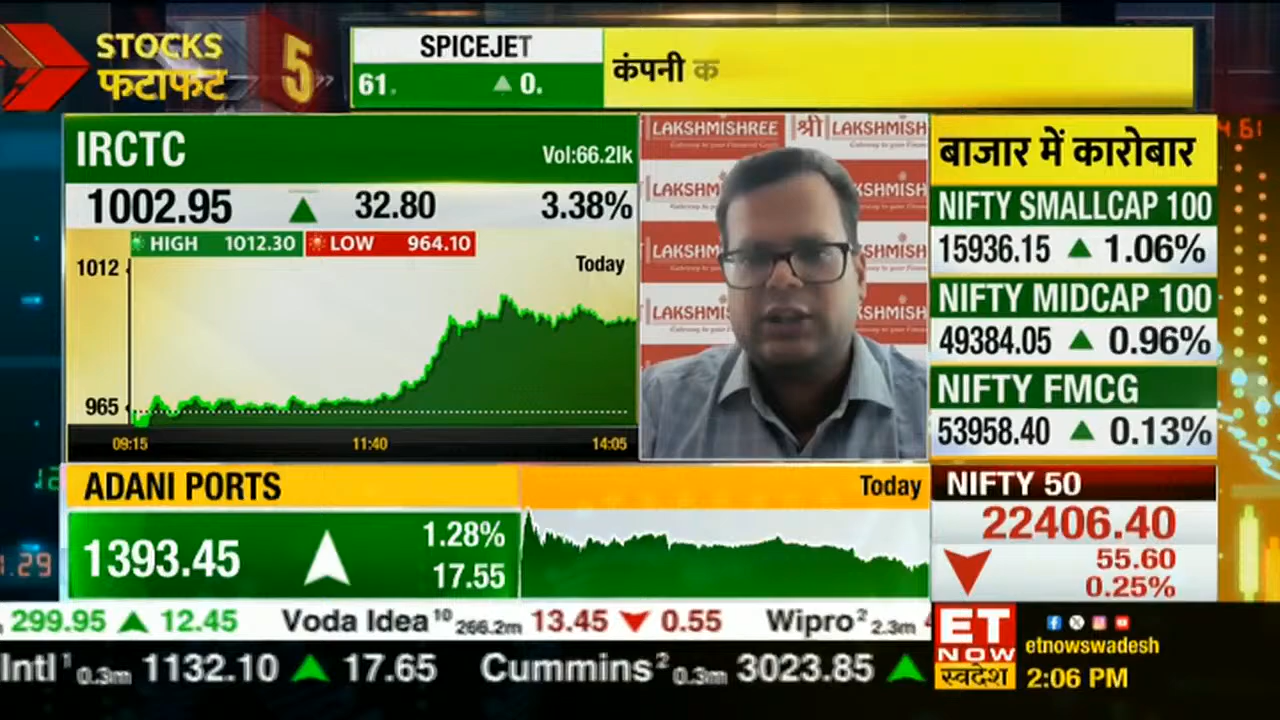 STOCKS
फटाफट
5
SPICEJET
61.
▲ 0.
कंपनी क
IRCTC
Vol:66.2lk
1002.95 ▲ 32.80 3.38%
HIGH 1012.30 LOW 964.10
1012
Today
965
09:15 11:40 14:05
LAKSHMISHREE श्री LAKSHMISH
बाजार में कारोबार
NIFTY SMALLCAP 100
15936.15 ▲ 1.06%
NIFTY MIDCAP 100
49384.05 ▲ 0.96%
NIFTY FMCG
53958.40 ▲ 0.13%
ADANI PORTS
Today
1393.45 ▲ 1.28%
17.55
NIFTY 50
22406.40
▼ 55.60
0.25%
299.95 ▲ 12.45 Voda Idea 10 266.2m 13.45 ▼ 0.55 Wipro 2 2.3m
Intl 1 0.3m 1132.10 ▲ 17.65 Cummins 2 0.3m 3023.85 ▲
ET
NOW
स्वदेश
etnowswadesh
2:06 PM